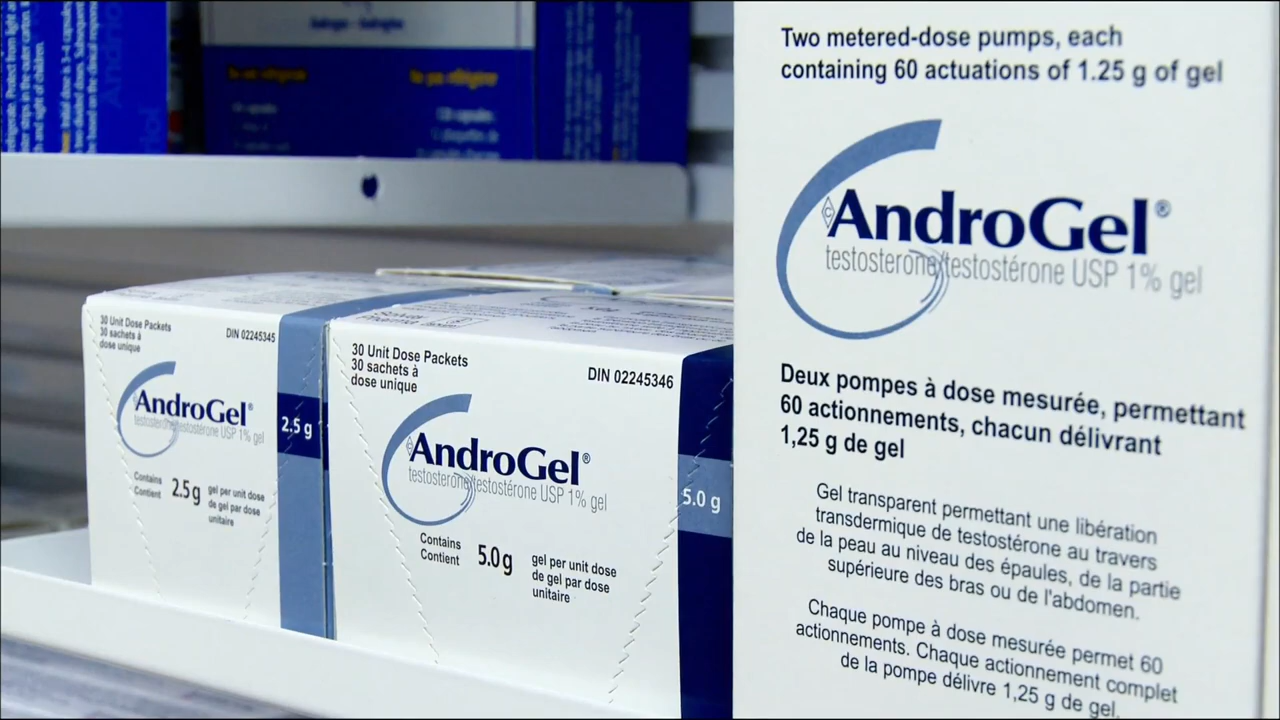 Two metered-dose pumps, each
containing 60 actuations of 1.25 g of gel
AndroGel®
testosterone/testostérone USP 1% gel
Deux pompes à dose mesurée, permettant
60 actionnements, chacun délivrant
1,25 g de gel
Gel transparent permettant une libération
transdermique de testostérone au travers
de la peau au niveau des épaules, de la partie
supérieure des bras ou de l'abdomen.
Chaque pompe à dose mesurée permet 60
actionnements. Chaque actionnement complet
de la pompe délivre 1,25 g de gel.
30 Unit Dose Packets
30 sachets à
dose unique
DIN 02245345
AndroGel®
testosterone/testostérone USP 1% gel
Contains
Contient
2.5 g
gel per unit dose
de gel par dose
unitaire
2.5 g
30 Unit Dose Packets
30 sachets à
dose unique
DIN 02245346
AndroGel®
testosterone/testostérone USP 1% gel
Contains
Contient
5.0 g
gel per unit dose
de gel par dose
unitaire
5.0 g